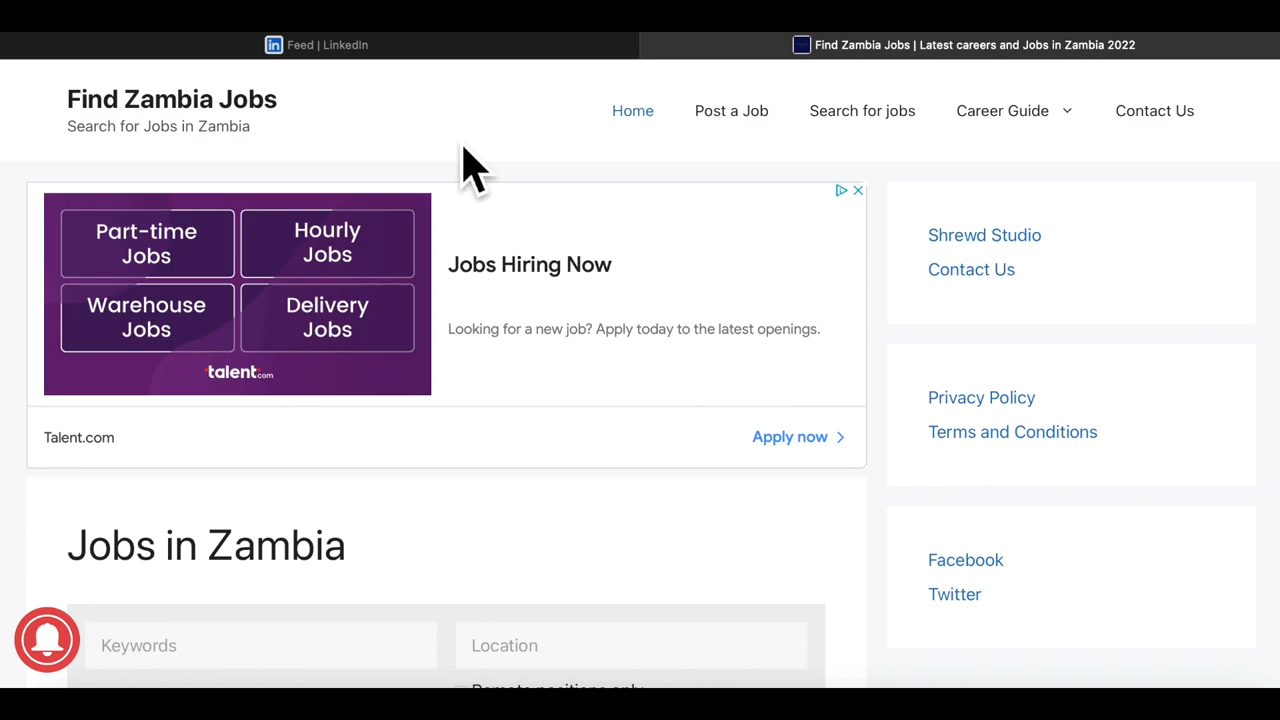 Feed | LinkedIn
Find Zambia Jobs | Latest careers and Jobs in Zambia 2022
Find Zambia Jobs
Search for Jobs in Zambia
Home
Post a Job
Search for jobs
Career Guide
Contact Us
Part-time Jobs
Hourly Jobs
Warehouse Jobs
Delivery Jobs
talent.com
Jobs Hiring Now
Looking for a new job? Apply today to the latest openings.
Talent.com
Apply now
Shrewd Studio
Contact Us
Privacy Policy
Terms and Conditions
Facebook
Twitter
Jobs in Zambia
Keywords
Location
Remote positions only